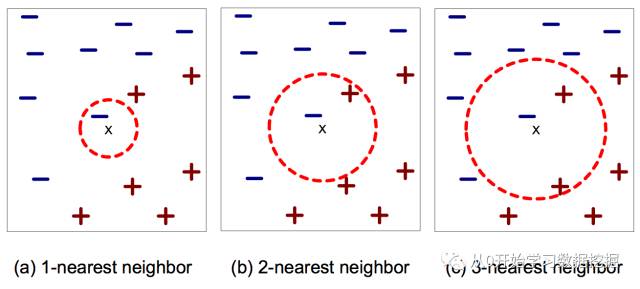 X X X
(a) 1-nearest neighbor (b) 2-nearest neighbor (c) 3-nearest neighbor
从0开始学习数据挖掘